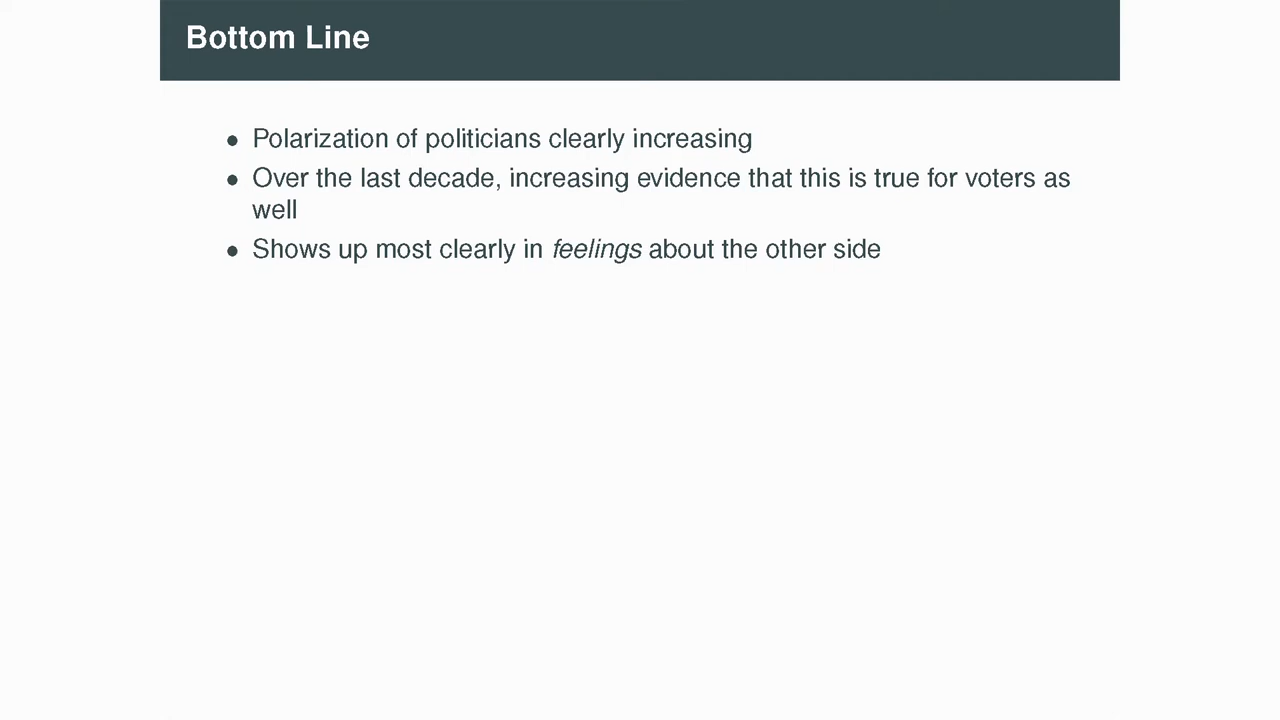 Bottom Line
• Polarization of politicians clearly increasing
• Over the last decade, increasing evidence that this is true for voters as
well
• Shows up most clearly in feelings about the other side